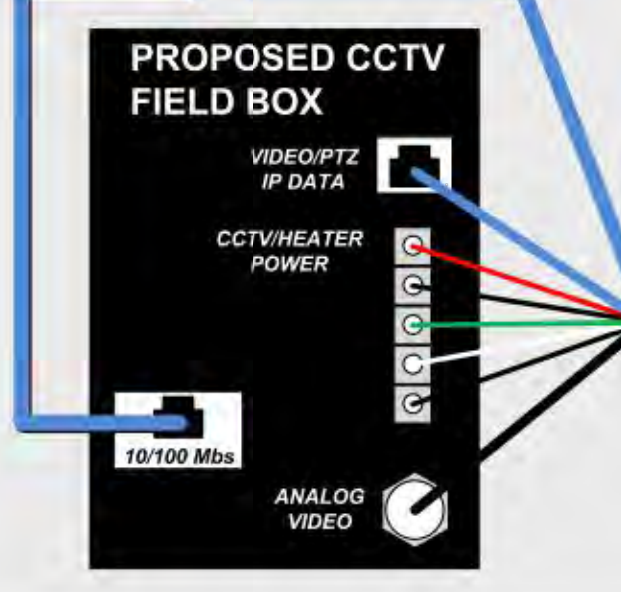 PROPOSED CCTV
FIELD BOX
VIDEO/PTZ
IP DATA
CCTV/HEATER
POWER
10/100 Mbs
ANALOG
VIDEO